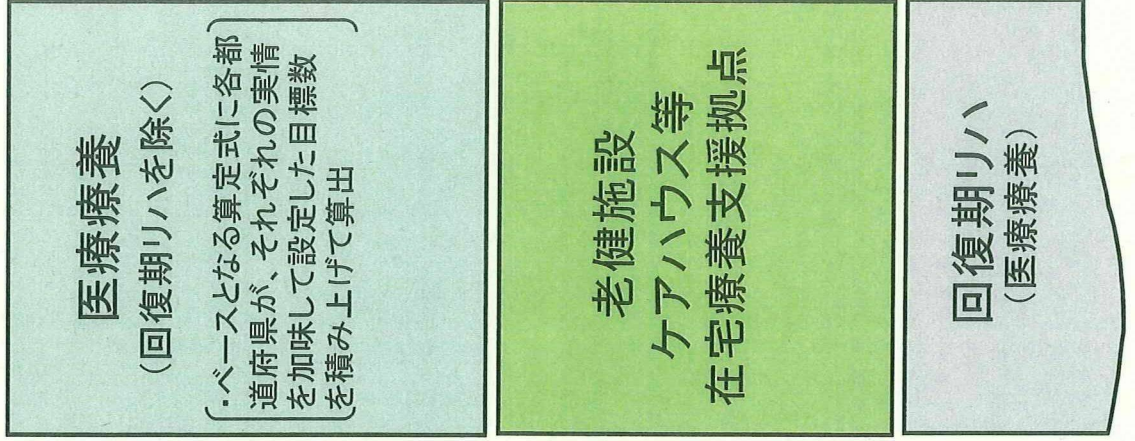 医療療養
(回復期リハを除く)
・ベースとなる算定式に各都
道府県が、それぞれの実情
を加味して設定した目標数
を積み上げて算出
老健施設
ケアハウス等
在宅療養支援拠点
回復期リハ
(医療療養)